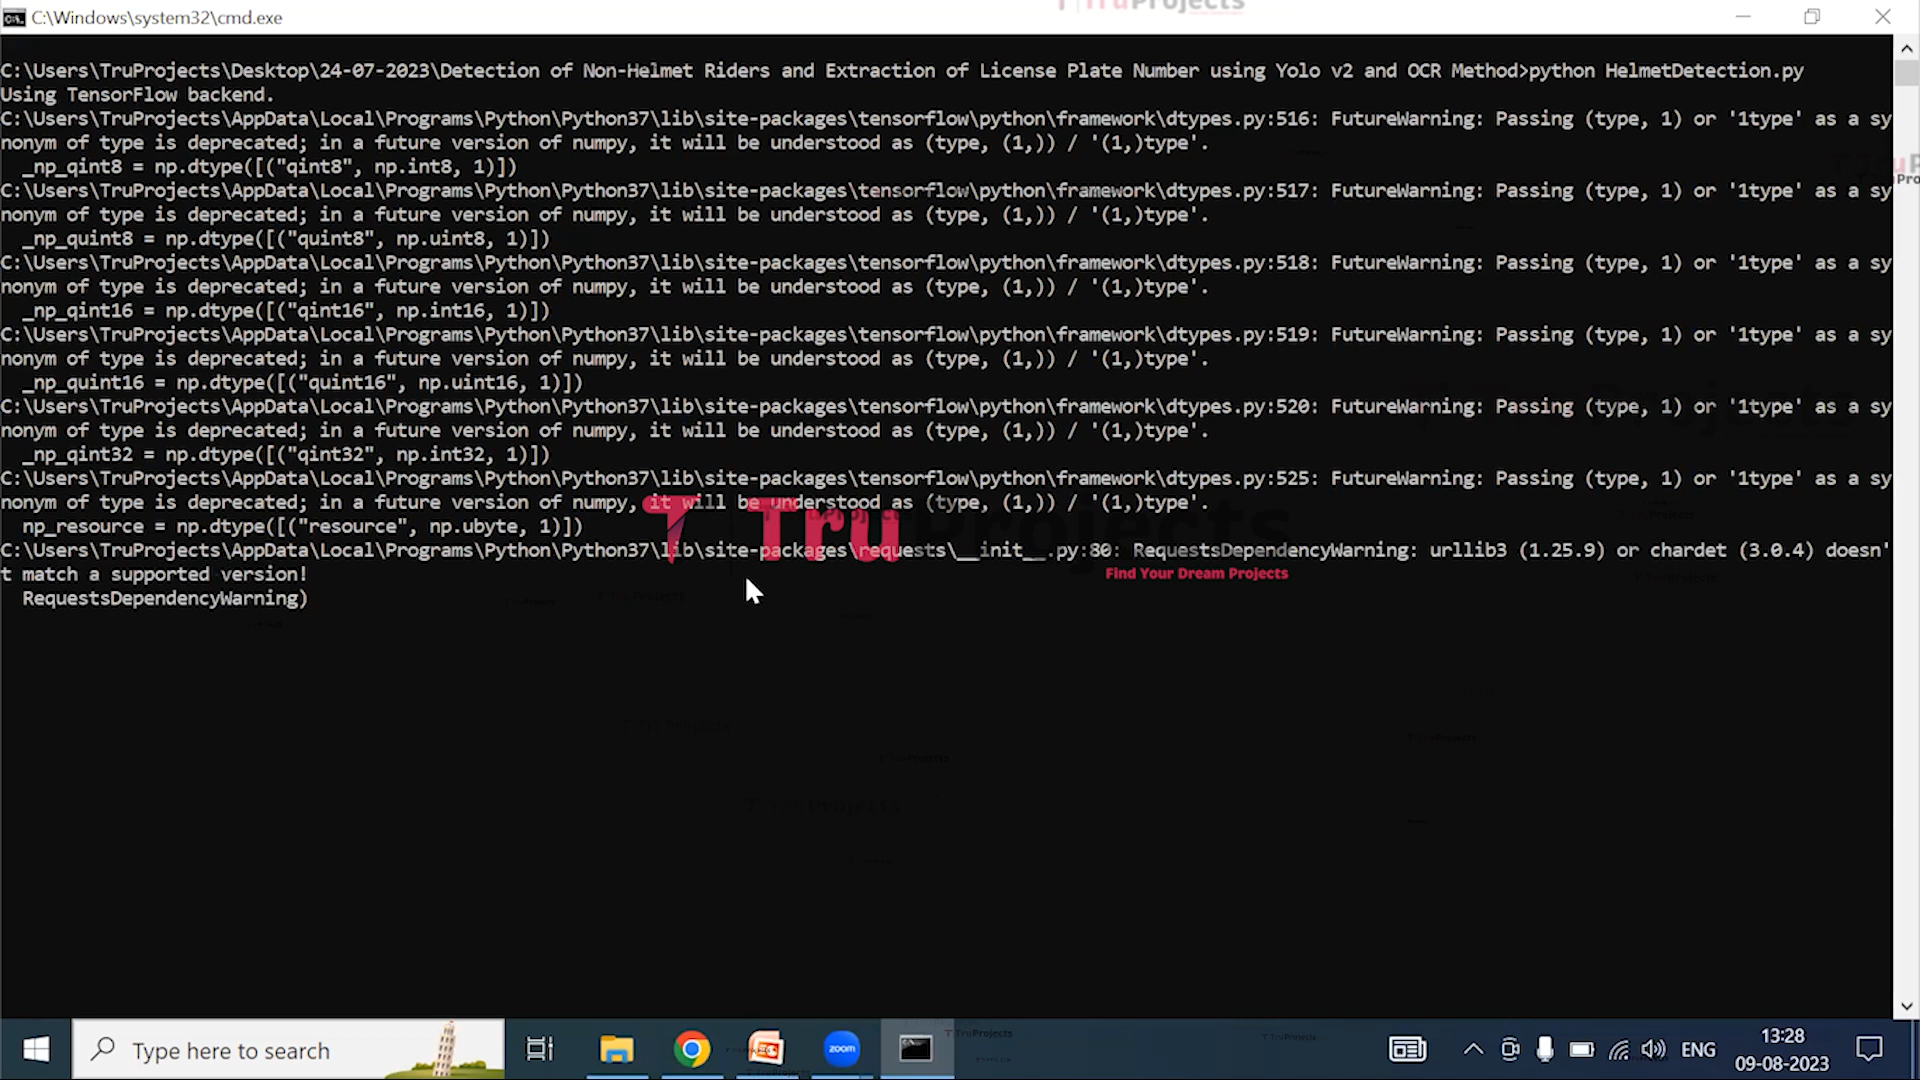 TruProjects
C:\Windows\system32\cmd.exe
C:\Users\TruProjects\Desktop\24-07-2023\Detection of Non-Helmet Riders and Extraction of License Plate Number using Yolo v2 and OCR Method>python HelmetDetection.py
Using TensorFlow backend.
C:\Users\TruProjects\AppData\Local\Programs\Python\Python37\lib\site-packages\tensorflow\python\framework\dtypes.py:516: FutureWarning: Passing (type, 1) or '1type' as a sy
nonym of type is deprecated; in a future version of numpy, it will be understood as (type, (1,)) / '(1,)type'.
_np_qint8 = np.dtype([("qint8", np.int8, 1)])
C:\Users\TruProjects\AppData\Local\Programs\Python\Python37\lib\site-packages\tensorflow\python\framework\dtypes.py:517: FutureWarning: Passing (type, 1) or '1type' as a sy
nonym of type is deprecated; in a future version of numpy, it will be understood as (type, (1,)) / '(1,)type'.
_np_quint8 = np.dtype([("quint8", np.uint8, 1)])
C:\Users\TruProjects\AppData\Local\Programs\Python\Python37\lib\site-packages\tensorflow\python\framework\dtypes.py:518: FutureWarning: Passing (type, 1) or '1type' as a sy
nonym of type is deprecated; in a future version of numpy, it will be understood as (type, (1,)) / '(1,)type'.
_np_qint16 = np.dtype([("qint16", np.int16, 1)])
C:\Users\TruProjects\AppData\Local\Programs\Python\Python37\lib\site-packages\tensorflow\python\framework\dtypes.py:519: FutureWarning: Passing (type, 1) or '1type' as a sy
nonym of type is deprecated; in a future version of numpy, it will be understood as (type, (1,)) / '(1,)type'.
_np_quint16 = np.dtype([("quint16", np.uint16, 1)])
C:\Users\TruProjects\AppData\Local\Programs\Python\Python37\lib\site-packages\tensorflow\python\framework\dtypes.py:520: FutureWarning: Passing (type, 1) or '1type' as a sy
nonym of type is deprecated; in a future version of numpy, it will be understood as (type, (1,)) / '(1,)type'.
_np_qint32 = np.dtype([("qint32", np.int32, 1)])
C:\Users\TruProjects\AppData\Local\Programs\Python\Python37\lib\site-packages\tensorflow\python\framework\dtypes.py:525: FutureWarning: Passing (type, 1) or '1type' as a sy
nonym of type is deprecated; in a future version of numpy, it will be understood as (type, (1,)) / '(1,)type'.
np_resource = np.dtype([("resource", np.ubyte, 1)])
TruProjects
C:\Users\TruProjects\AppData\Local\Programs\Python\Python37\lib\site-packages\requests\__init__.py:80: RequestsDependencyWarning: urllib3 (1.25.9) or chardet (3.0.4) doesn'
t match a supported version!
Find Your Dream Projects
RequestsDependencyWarning)
Type here to search
zoom
TruProjects
ENG
13:28
09-08-2023